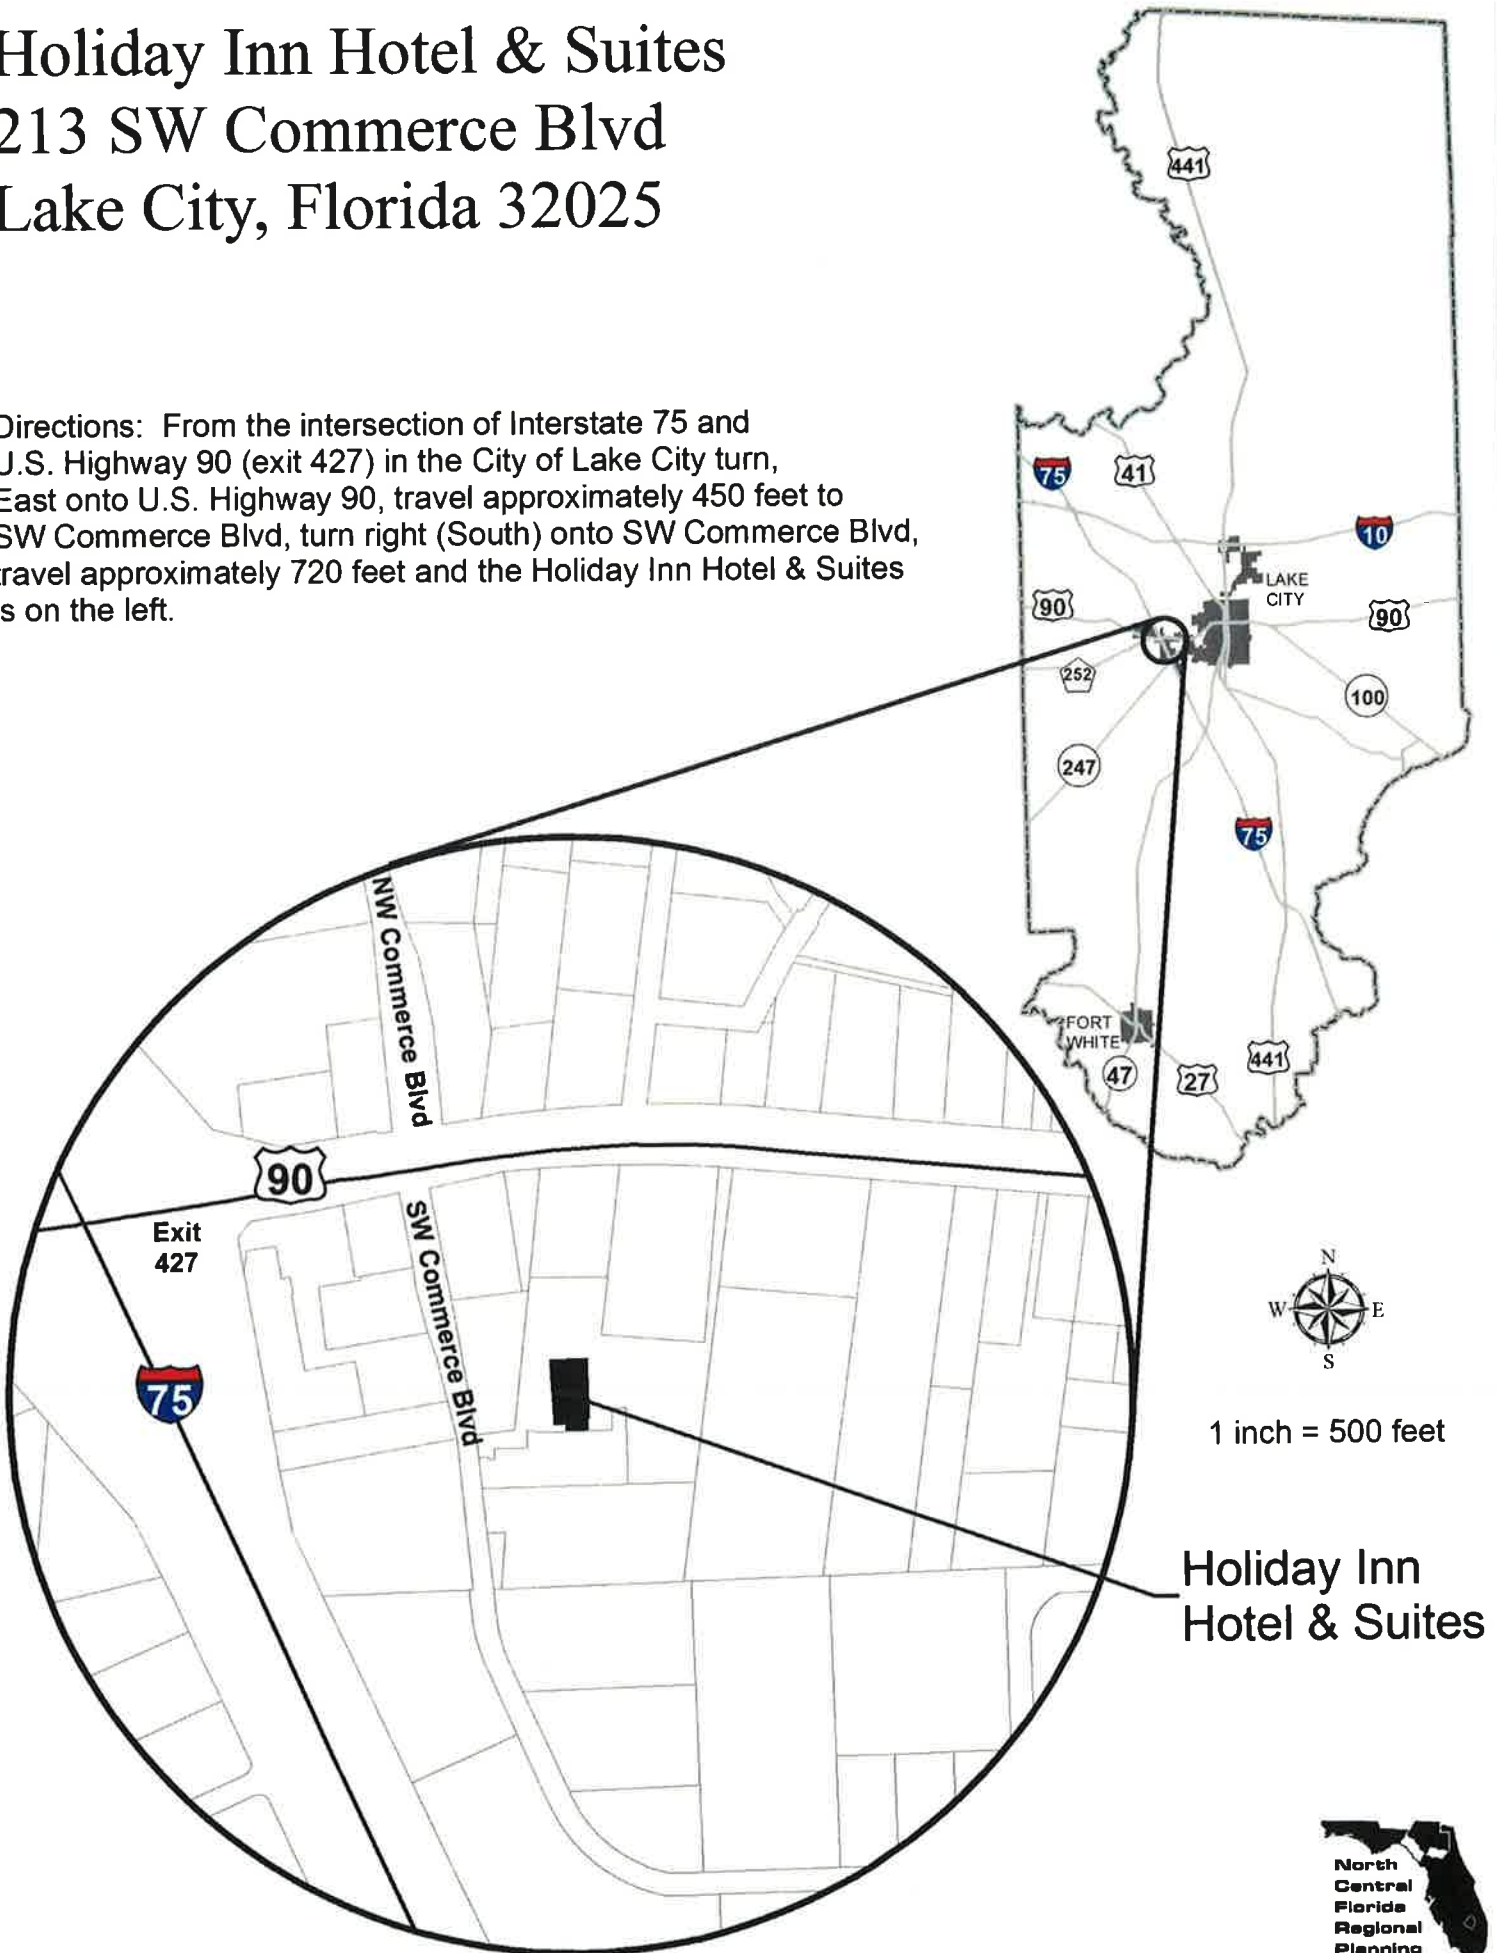 Holiday Inn Hotel & Suites
213 SW Commerce Blvd
Lake City, Florida 32025
Directions: From the intersection of Interstate 75 and
U.S. Highway 90 (exit 427) in the City of Lake City turn,
East onto U.S. Highway 90, travel approximately 450 feet to
SW Commerce Blvd, turn right (South) onto SW Commerce Blvd,
travel approximately 720 feet and the Holiday Inn Hotel & Suites
is on the left.
441
75
41
10
LAKE
CITY
90
90
252
100
247
75
FORT
WHITE
47
27
441
NW Commerce Blvd
90
Exit
427
SW Commerce Blvd
75
N
W
E
S
1 inch = 500 feet
Holiday Inn
Hotel & Suites
North
Central
Florida
Regional
Planning